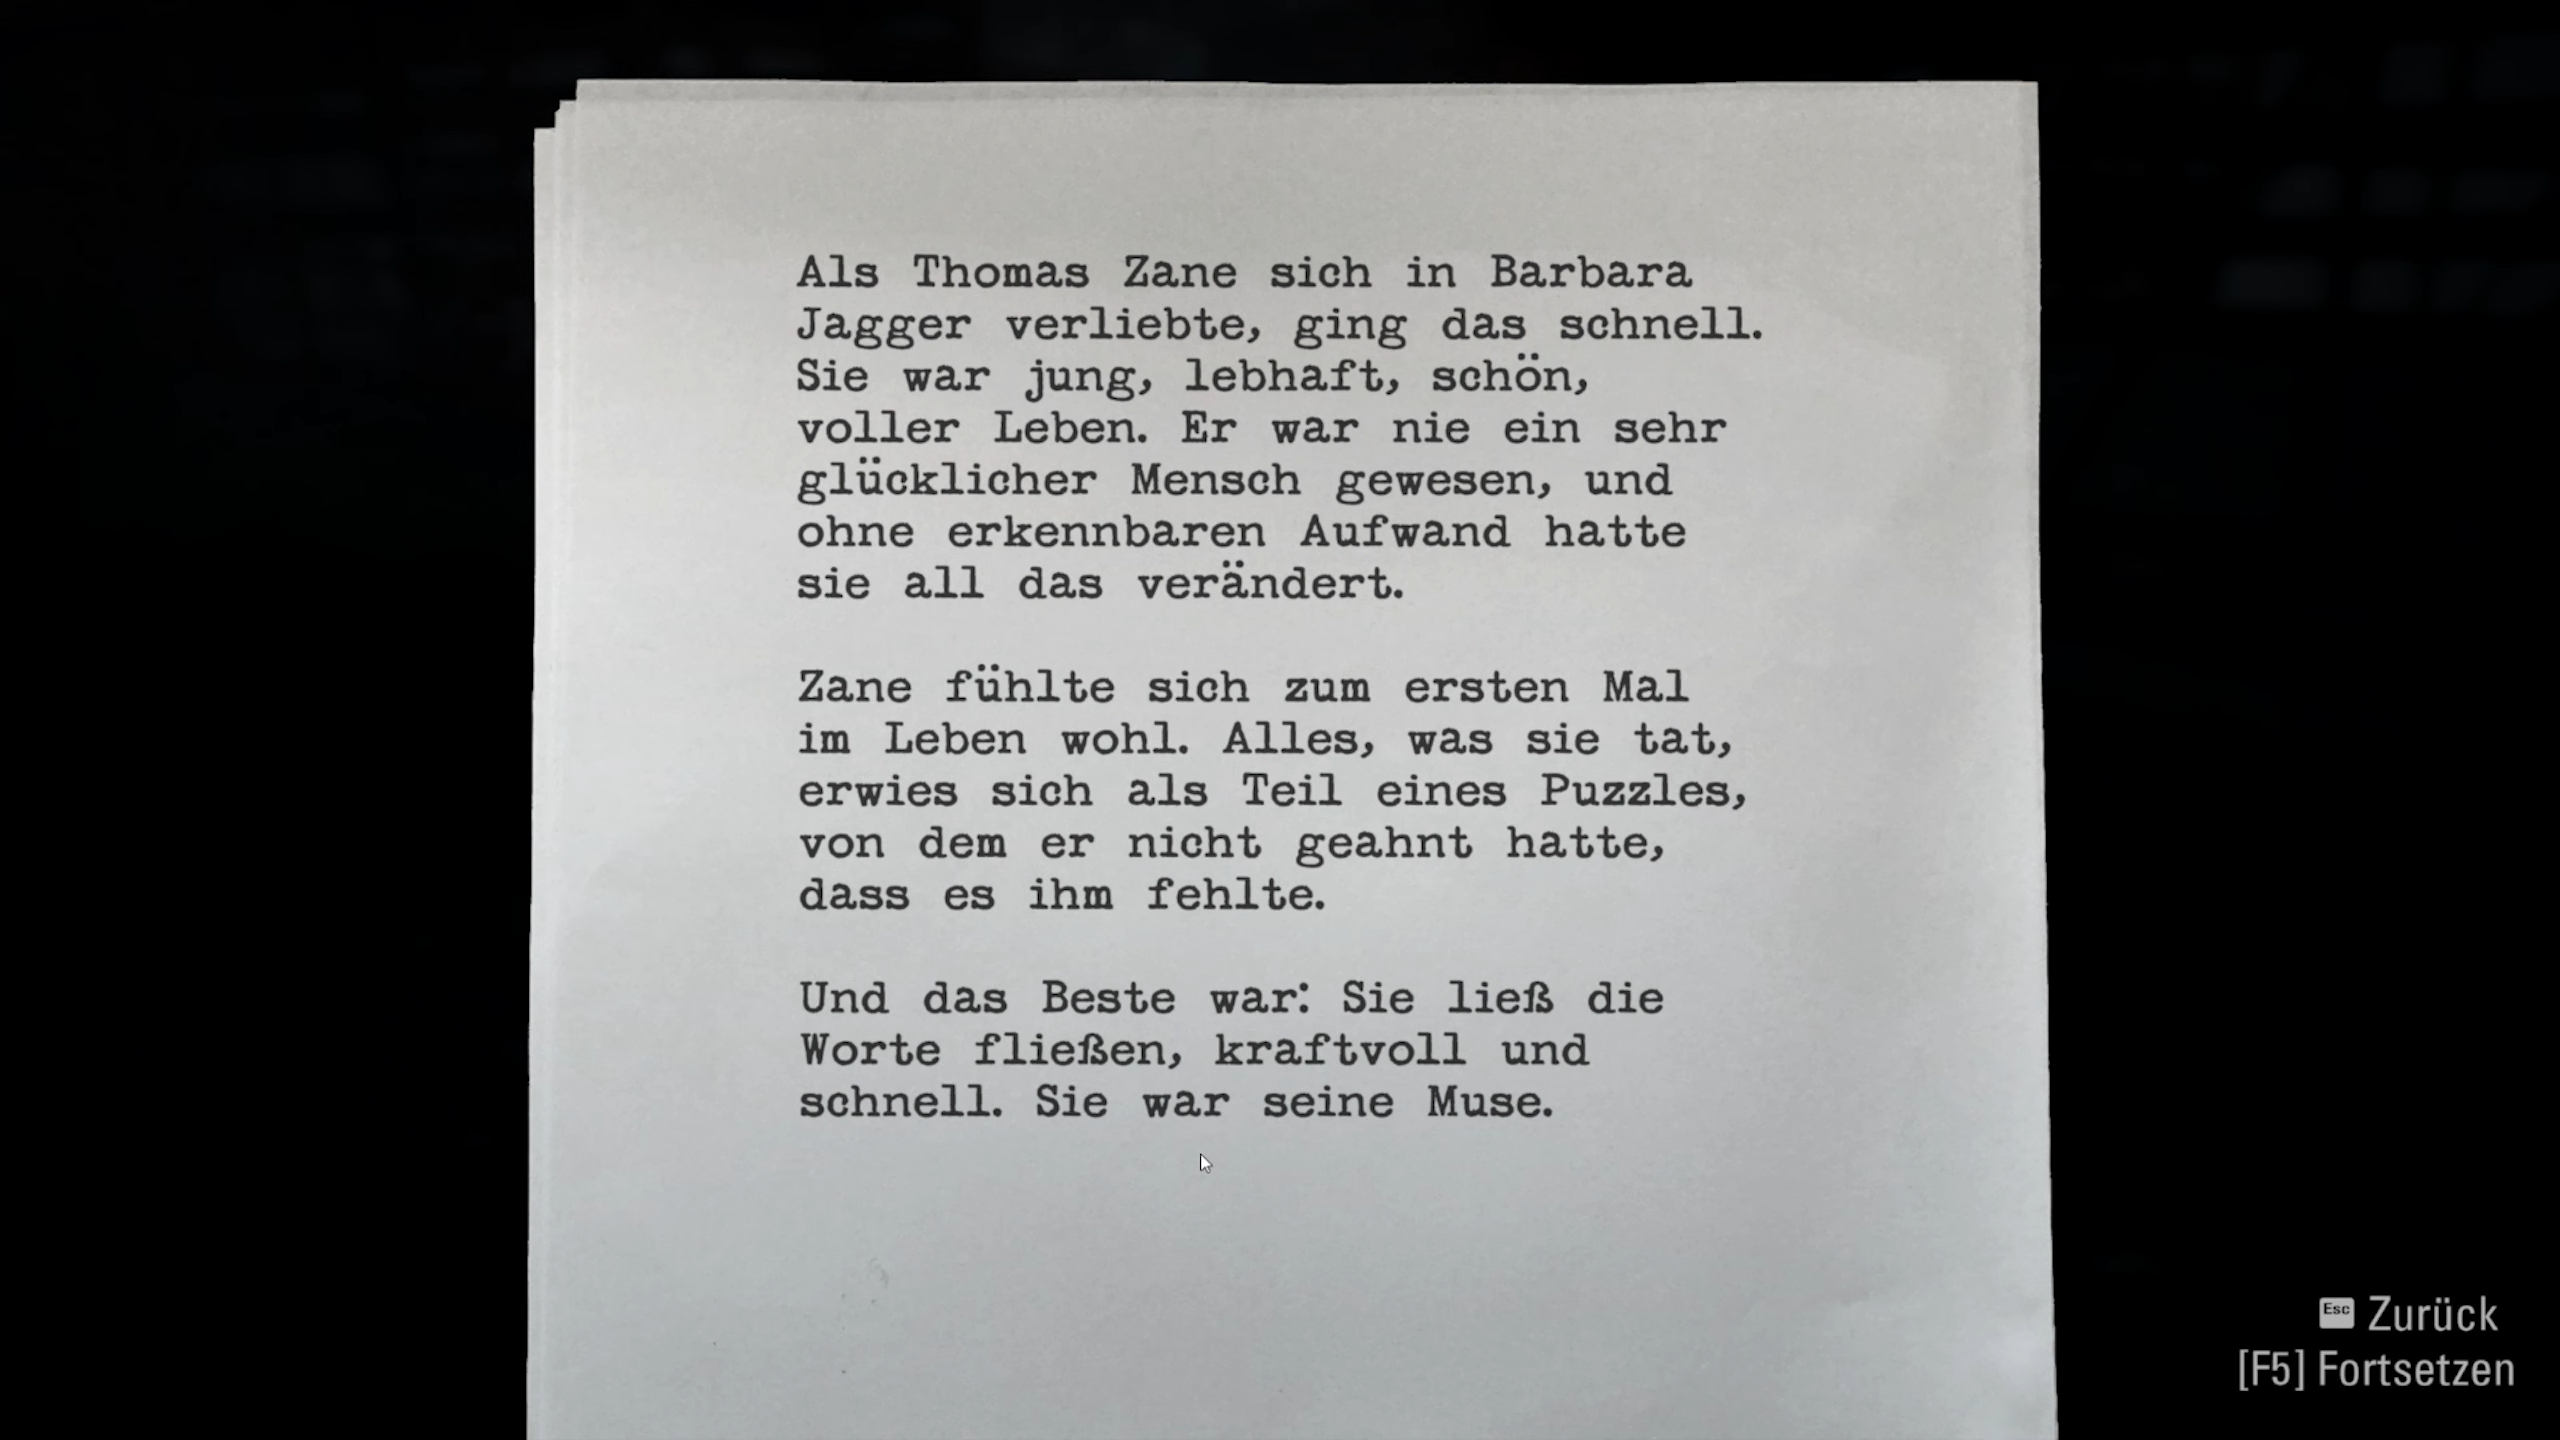 Als Thomas Zane sich in Barbara
Jagger verliebte, ging das schnell.
Sie war jung, lebhaft, schön,
voller Leben. Er war nie ein sehr
glücklicher Mensch gewesen, und
ohne erkennbaren Aufwand hatte
sie all das verändert.
Zane fühlte sich zum ersten Mal
im Leben wohl. Alles, was sie tat,
erwies sich als Teil eines Puzzles,
von dem er nicht geahnt hatte,
dass es ihm fehlte.
Und das Beste war: Sie ließ die
Worte fließen, kraftvoll und
schnell. Sie war seine Muse.
Esc Zurück
[F5] Fortsetzen